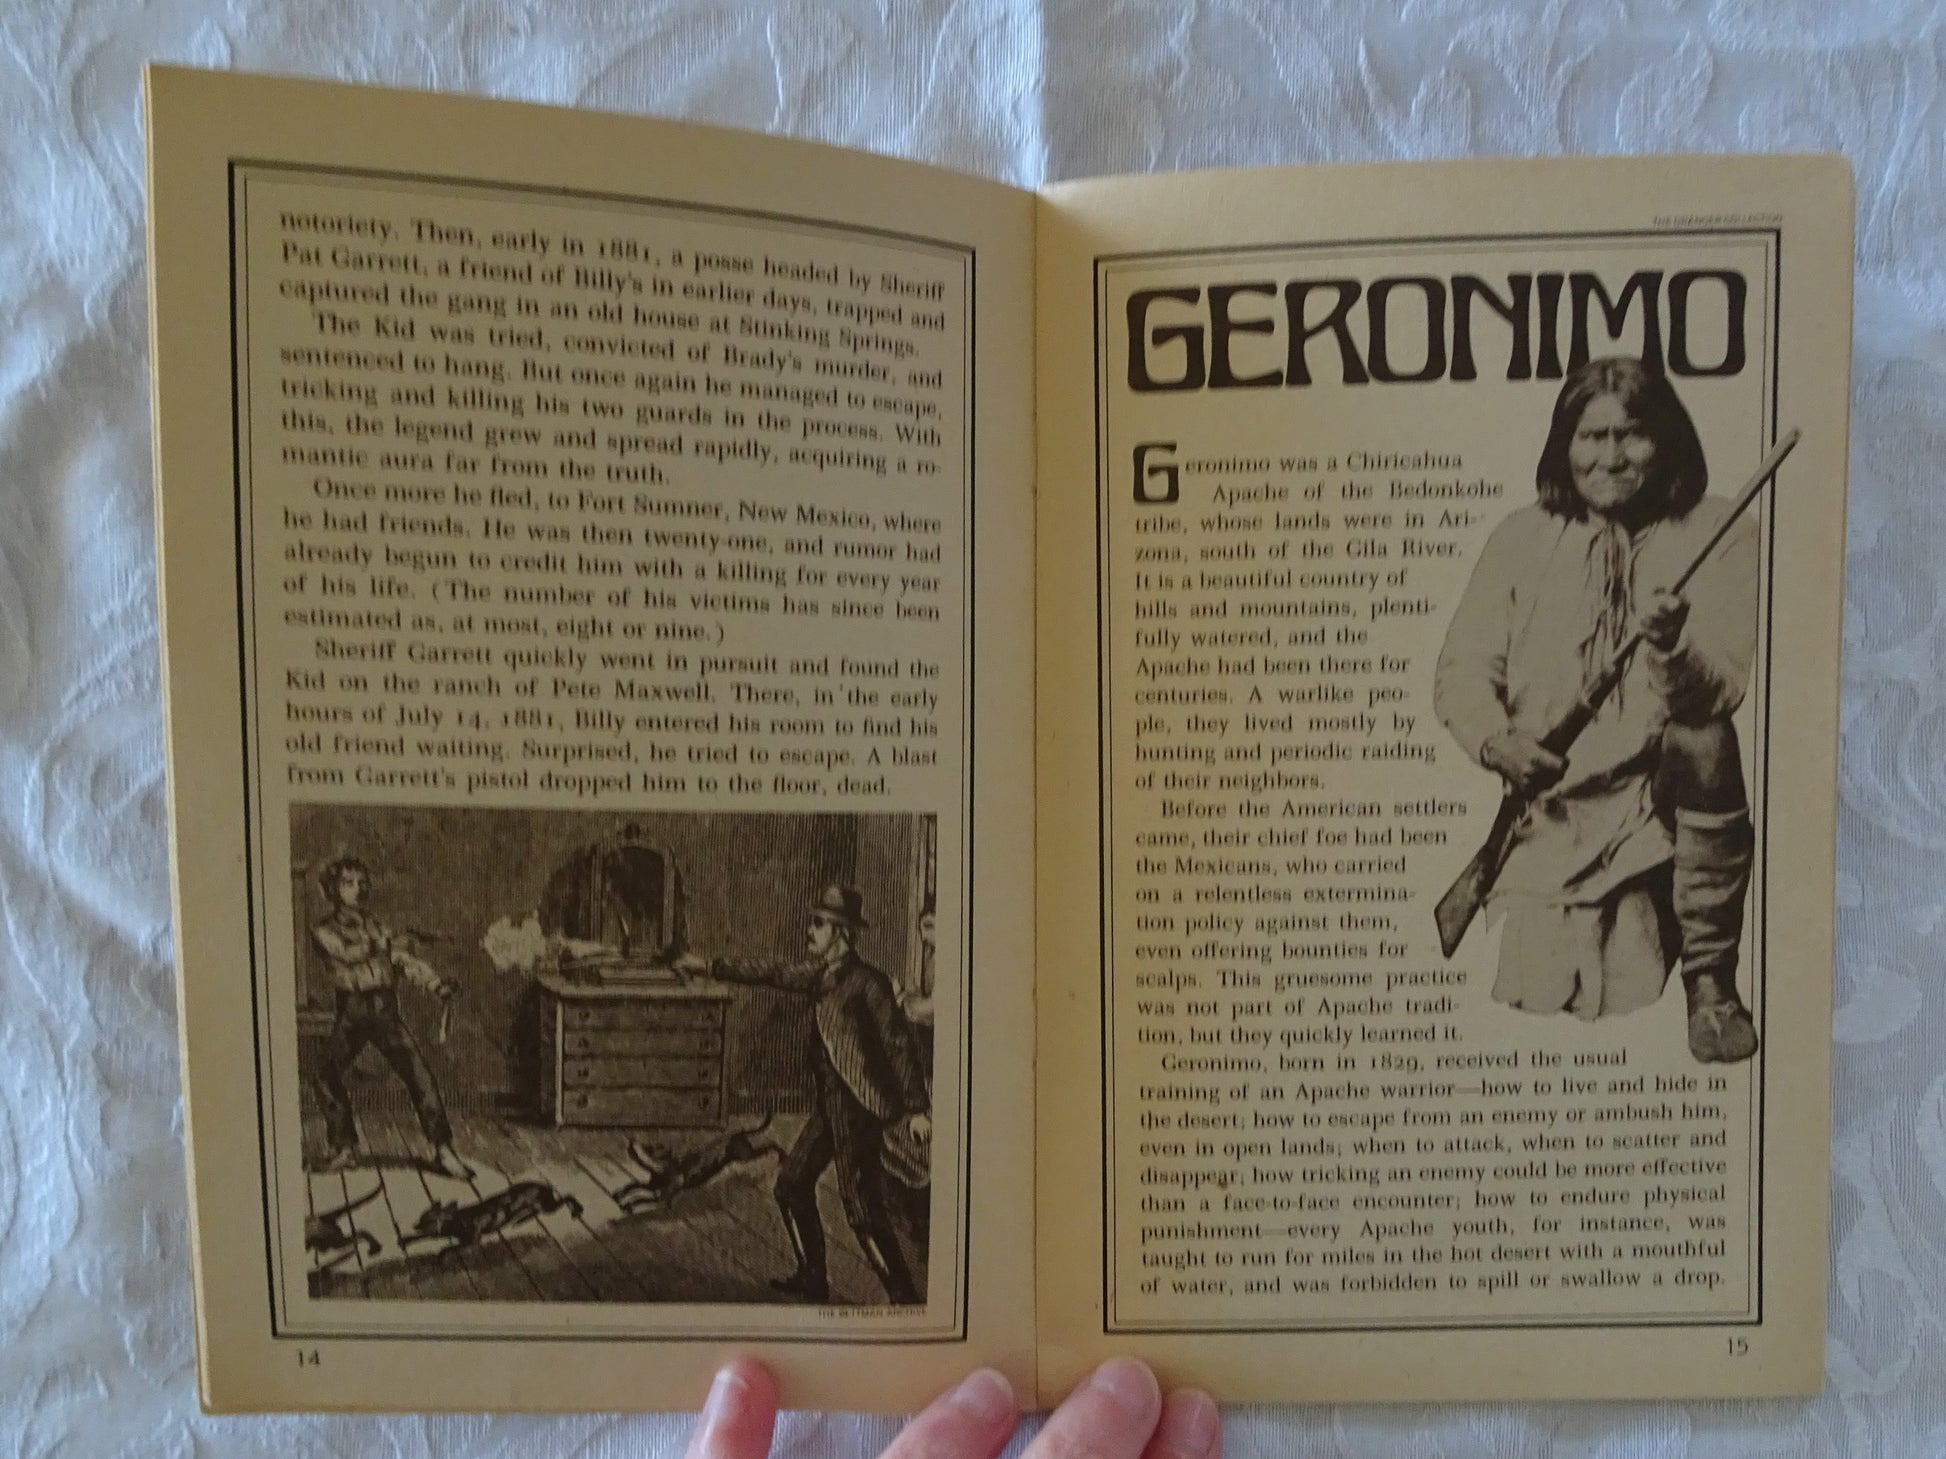 notoriety. Then, early in 1881, a posse headed by Sheriff
Pat Garrett, a friend of Billy's in earlier days, trapped and
captured the gang in an old house at Stinking Springs.
The Kid was tried, convicted of Brady's murder, and
sentenced to hang. But once again he managed to escape,
tricking and killing his two guards in the process. With
this, the legend grew and spread rapidly, acquiring a ro-
mantic aura far from the truth.
Once more he fled, to Fort Sumner, New Mexico, where
he had friends. He was then twenty-one, and rumor had
already begun to credit him with a killing for every year
of his life. (The number of his victims has since been
estimated as, at most, eight or nine.)
Sheriff Garrett quickly went in pursuit and found the
Kid on the ranch of Pete Maxwell. There, in the early
hours of July 14, 1881, Billy entered his room to find his
old friend waiting. Surprised, he tried to escape. A blast
from Garrett's pistol dropped him to the floor, dead.
THE BETTMAN ARCHIVE
14
THE GRANGER COLLECTION
GERONIMO
Geronimo was a Chiricahua
Apache of the Bedonkohe
tribe, whose lands were in Ari-
zona, south of the Gila River.
It is a beautiful country of
hills and mountains, plenti-
fully watered, and the
Apache had been there for
centuries. A warlike peo-
ple, they lived mostly by
hunting and periodic raiding
of their neighbors.
Before the American settlers
came, their chief foe had been
the Mexicans, who carried
on a relentless extermina-
tion policy against them,
even offering bounties for
scalps. This gruesome practice
was not part of Apache tradi-
tion, but they quickly learned it.
Geronimo, born in 1829, received the usual
training of an Apache warrior—how to live and hide in
the desert; how to escape from an enemy or ambush him,
even in open lands; when to attack, when to scatter and
disappear; how tricking an enemy could be more effective
than a face-to-face encounter; how to endure physical
punishment—every Apache youth, for instance, was
taught to run for miles in the hot desert with a mouthful
of water, and was forbidden to spill or swallow a drop.
15